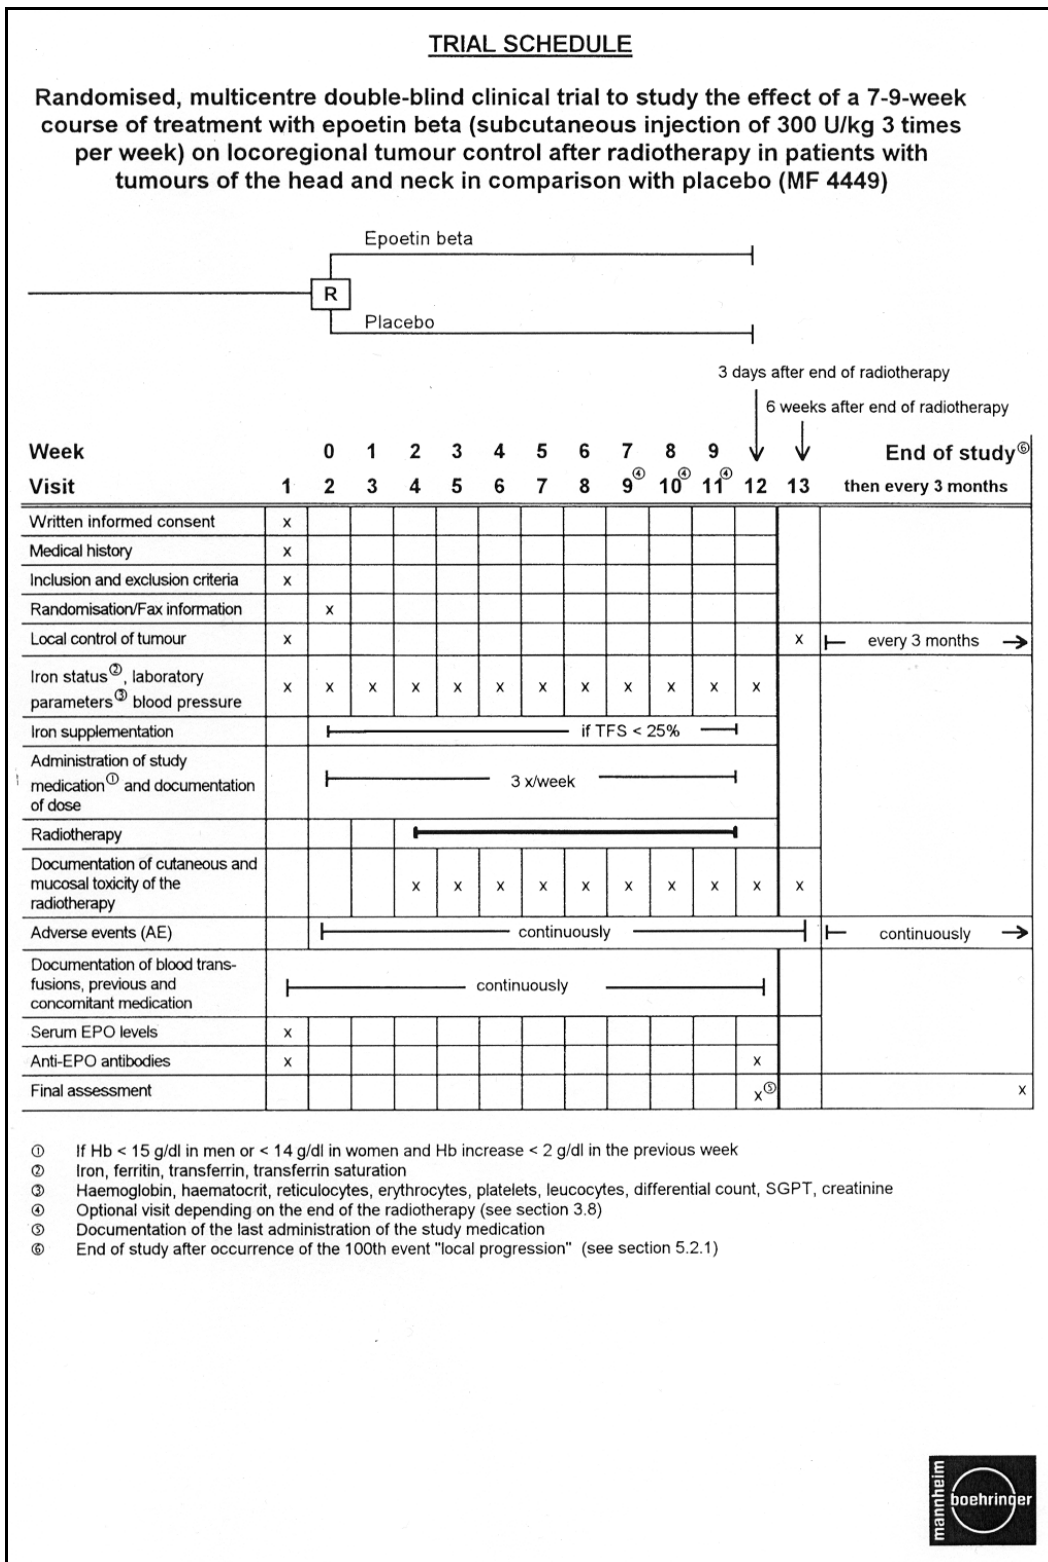 TRIAL SCHEDULE
Randomised, multicentre double-blind clinical trial to study the effect of a 7-9-week
course of treatment with epoetin beta (subcutaneous injection of 300 U/kg 3 times
per week) on locoregional tumour control after radiotherapy in patients with
tumours of the head and neck in comparison with placebo (MF 4449)
Epoetin beta
R
Placebo
3 days after end of radiotherapy
6 weeks after end of radiotherapy
Week 0 1 2 3 4 5 6 7 8 9 End of study⑥
Visit 1 2 3 4 5 6 7 8 9④ 10④ 11④ 12 13 then every 3 months
Written informed consent x
Medical history x
Inclusion and exclusion criteria x
Randomisation/Fax information x
Local control of tumour x x every 3 months
Iron status②, laboratory
parameters③ blood pressure x x x x x x x x x x x x
Iron supplementation if TFS < 25%
Administration of study
medication① and documentation 3 x/week
of dose
Radiotherapy
Documentation of cutaneous and
mucosal toxicity of the x x x x x x x x x x
radiotherapy
Adverse events (AE) continuously continuously
Documentation of blood trans-
fusions, previous and continuously
concomitant medication
Serum EPO levels x
Anti-EPO antibodies x x
Final assessment x⑤ x
① If Hb < 15 g/dl in men or < 14 g/dl in women and Hb increase < 2 g/dl in the previous week
② Iron, ferritin, transferrin, transferrin saturation
③ Haemoglobin, haematocrit, reticulocytes, erythrocytes, platelets, leucocytes, differential count, SGPT, creatinine
④ Optional visit depending on the end of the radiotherapy (see section 3.8)
⑤ Documentation of the last administration of the study medication
⑥ End of study after occurrence of the 100th event "local progression" (see section 5.2.1)
mannheim
boehringer